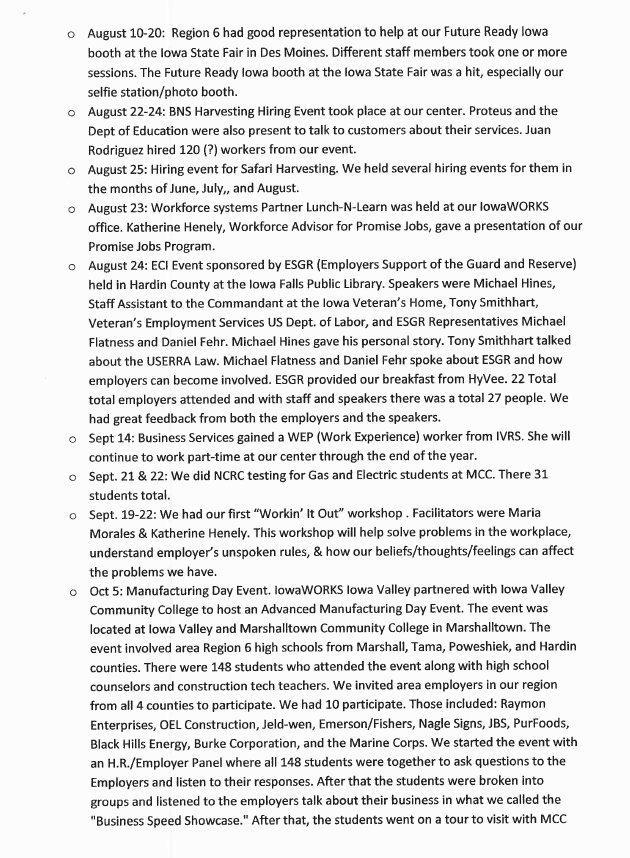 o August 10-20: Region 6 had good representation to help at our Future Ready Iowa
booth at the Iowa State Fair in Des Moines. Different staff members took one or more
sessions. The Future Ready Iowa booth at the Iowa State Fair was a hit, especially our
selfie station/photo booth.
o August 22-24: BNS Harvesting Hiring Event took place at our center. Proteus and the
Dept of Education were also present to talk to customers about their services. Juan
Rodriguez hired 120 (?) workers from our event.
o August 25: Hiring event for Safari Harvesting. We held several hiring events for them in
the months of June, July,, and August.
o August 23: Workforce systems Partner Lunch-N-Learn was held at our IowaWORKS
office. Katherine Henely, Workforce Advisor for Promise Jobs, gave a presentation of our
Promise Jobs Program.
o August 24: ECI Event sponsored by ESGR (Employers Support of the Guard and Reserve)
held in Hardin County at the Iowa Falls Public Library. Speakers were Michael Hines,
Staff Assistant to the Commandant at the Iowa Veteran's Home, Tony Smithhart,
Veteran's Employment Services US Dept. of Labor, and ESGR Representatives Michael
Flatness and Daniel Fehr. Michael Hines gave his personal story. Tony Smithhart talked
about the USERRA Law. Michael Flatness and Daniel Fehr spoke about ESGR and how
employers can become involved. ESGR provided our breakfast from HyVee. 22 Total
total employers attended and with staff and speakers there was a total 27 people. We
had great feedback from both the employers and the speakers.
o Sept 14: Business Services gained a WEP (Work Experience) worker from IVRS. She will
continue to work part-time at our center through the end of the year.
o Sept. 21 & 22: We did NCRC testing for Gas and Electric students at MCC. There 31
students total.
o Sept. 19-22: We had our first "Workin' It Out" workshop . Facilitators were Maria
Morales & Katherine Henely. This workshop will help solve problems in the workplace,
understand employer's unspoken rules, & how our beliefs/thoughts/feelings can affect
the problems we have.
o Oct 5: Manufacturing Day Event. IowaWORKS Iowa Valley partnered with Iowa Valley
Community College to host an Advanced Manufacturing Day Event. The event was
located at Iowa Valley and Marshalltown Community College in Marshalltown. The
event involved area Region 6 high schools from Marshall, Tama, Poweshiek, and Hardin
counties. There were 148 students who attended the event along with high school
counselors and construction tech teachers. We invited area employers in our region
from all 4 counties to participate. We had 10 participate. Those included: Raymon
Enterprises, OEL Construction, Jeld-wen, Emerson/Fishers, Nagle Signs, JBS, PurFoods,
Black Hills Energy, Burke Corporation, and the Marine Corps. We started the event with
an H.R./Employer Panel where all 148 students were together to ask questions to the
Employers and listen to their responses. After that the students were broken into
groups and listened to the employers talk about their business in what we called the
"Business Speed Showcase." After that, the students went on a tour to visit with MCC